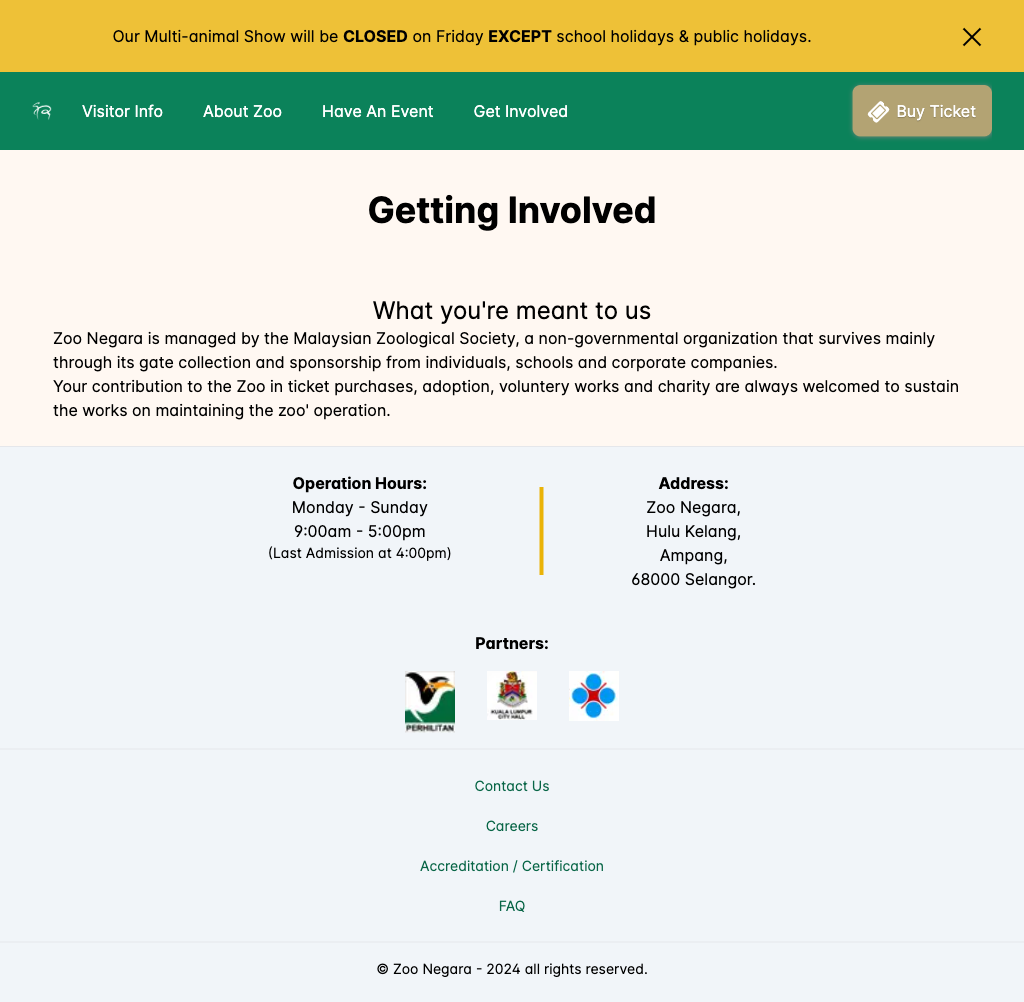 Our Multi-animal Show will be CLOSED on Friday EXCEPT school holidays & public holidays.
Visitor Info
About Zoo
Have An Event
Get Involved
Buy Ticket
Getting Involved
What you're meant to us
Zoo Negara is managed by the Malaysian Zoological Society, a non-governmental organization that survives mainly
through its gate collection and sponsorship from individuals, schools and corporate companies.
Your contribution to the Zoo in ticket purchases, adoption, voluntery works and charity are always welcomed to sustain
the works on maintaining the zoo' operation.
Operation Hours:
Monday - Sunday
9:00am - 5:00pm
(Last Admission at 4:00pm)
Address:
Zoo Negara,
Hulu Kelang,
Ampang,
68000 Selangor.
Partners:
PERHILITAN
KUALA LUMPUR
CITY HALL
Contact Us
Careers
Accreditation / Certification
FAQ
© Zoo Negara - 2024 all rights reserved.